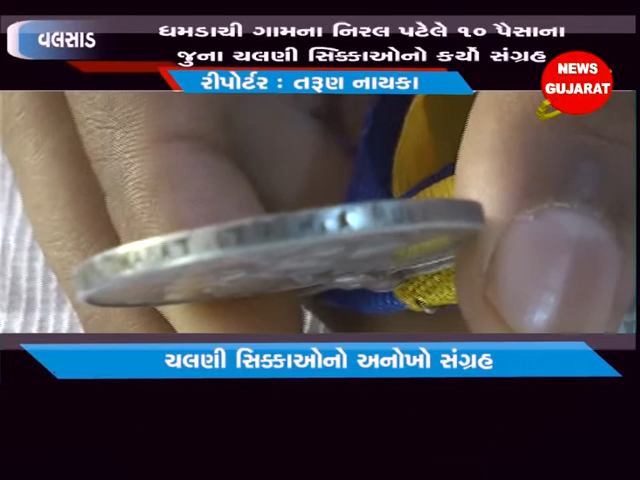 વલસાડ
ધમડાચી ગામના નિરલ પટેલે ૧૦ પૈસાના
જુના ચલણી સિક્કાઓનો કર્યો સંગ્રહ
રીપોર્ટર : તરૂણ નાયકા
NEWS
GUJARAT
ચલણી સિક્કાઓનો અનોખો સંગ્રહ